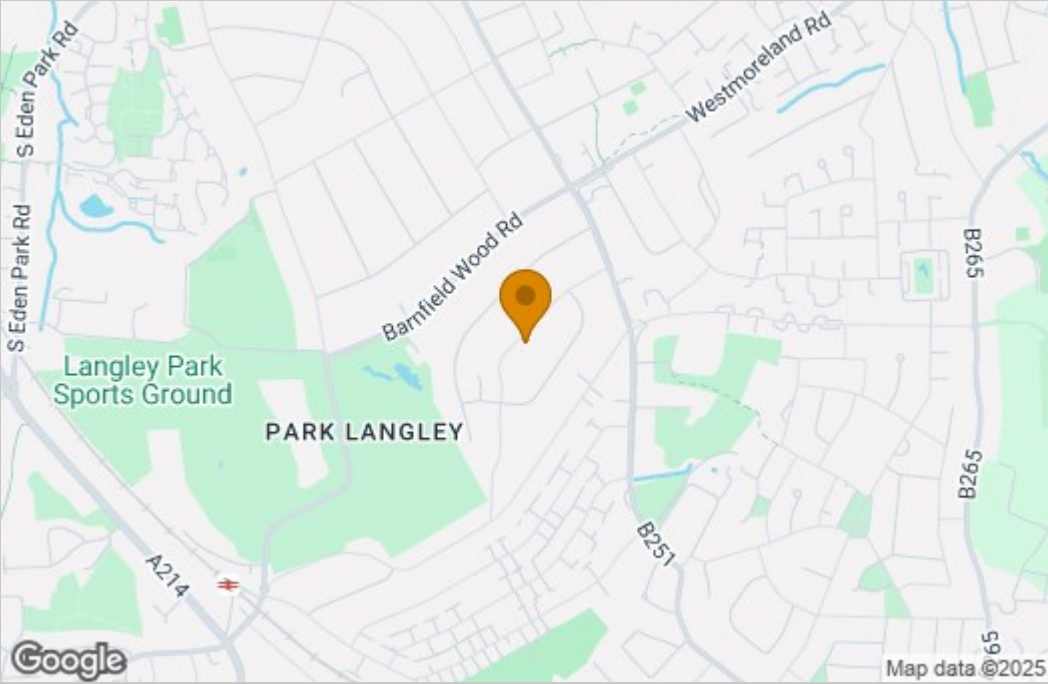 S Eden Park Rd
Westmoreland Rd
S Eden Park Rd
Barnfield Wood Rd
B265
Langley Park
Sports Ground
PARK LANGLEY
B265
B251
A214
Google
Map data ©2025